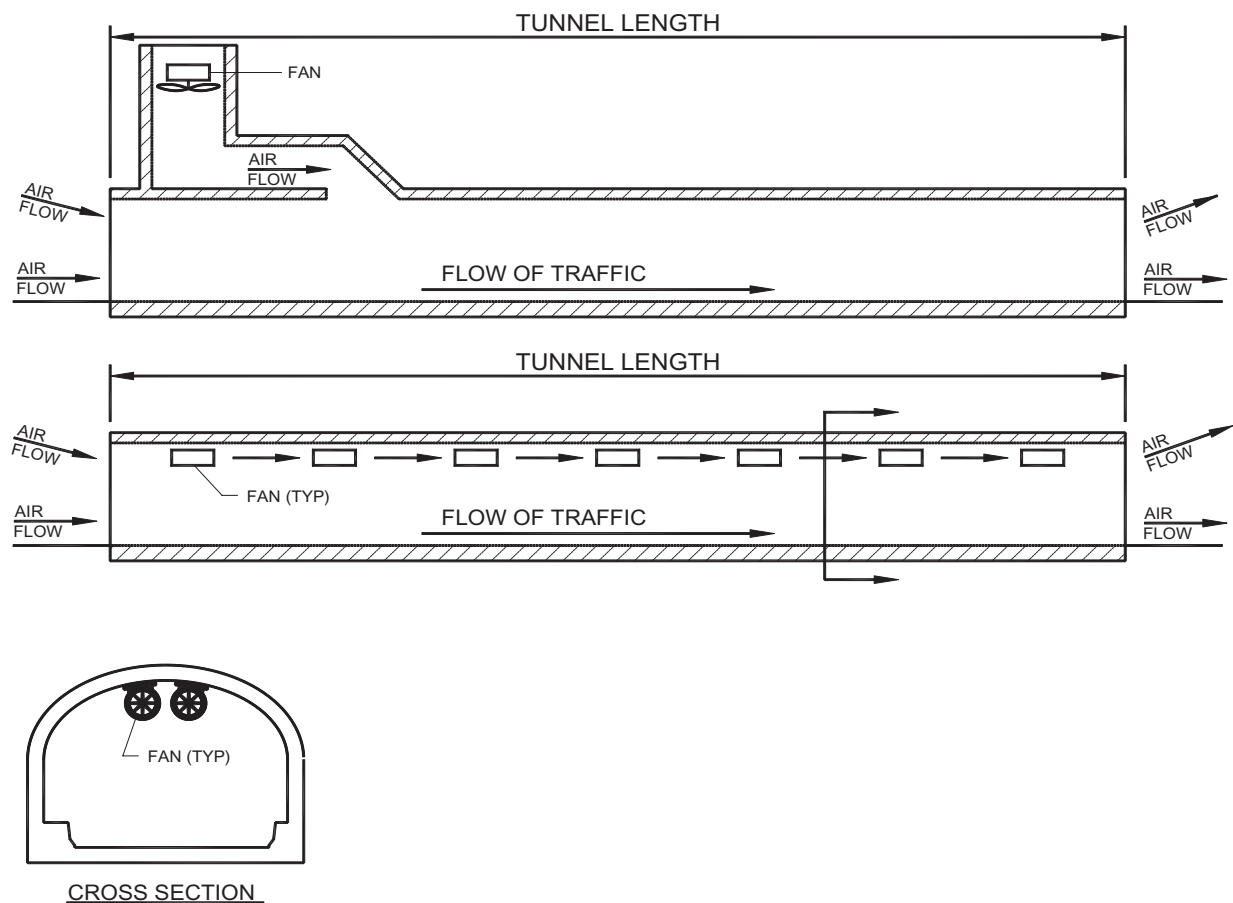 TUNNEL LENGTH
FAN
AIR
FLOW
AIR
FLOW
AIR
FLOW
AIR
FLOW
FLOW OF TRAFFIC
AIR
FLOW
TUNNEL LENGTH
AIR
FLOW
AIR
FLOW
FAN (TYP)
AIR
FLOW
FLOW OF TRAFFIC
AIR
FLOW
FAN (TYP)
CROSS SECTION